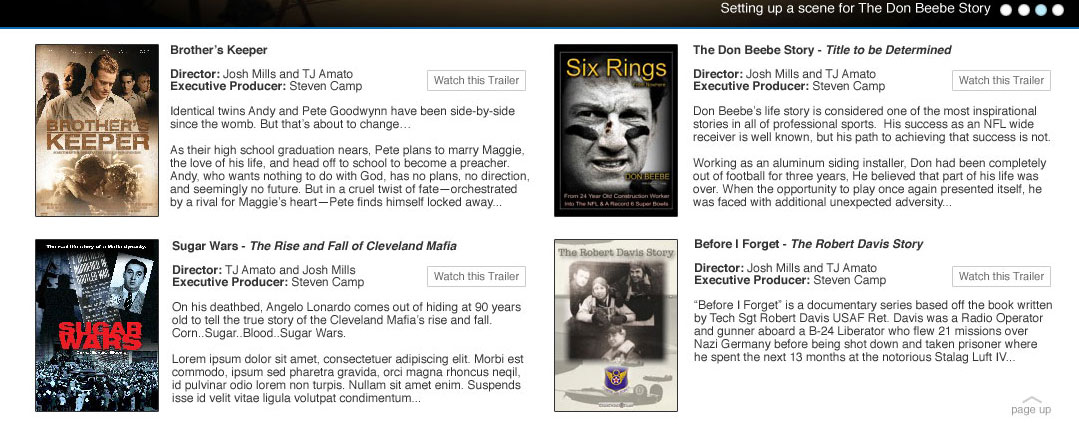 Setting up a scene for The Don Beebe Story
BROTHER'S
KEEPER
Brother's Keeper
Director: Josh Mills and TJ Amato
Executive Producer: Steven Camp
Watch this Trailer
Identical twins Andy and Pete Goodwynn have been side-by-side
since the womb. But that's about to change…
As their high school graduation nears, Pete plans to marry Maggie,
the love of his life, and head off to school to become a preacher.
Andy, who wants nothing to do with God, has no plans, no direction,
and seemingly no future. But in a cruel twist of fate—orchestrated
by a rival for Maggie's heart—Pete finds himself locked away...
Six Rings
DON BEEBE
From 24 Year Old Construction Worker
Into The NFL & A Record 6 Super Bowls
The Don Beebe Story - Title to be Determined
Director: Josh Mills and TJ Amato
Executive Producer: Steven Camp
Watch this Trailer
Don Beebe's life story is considered one of the most inspirational
stories in all of professional sports.  His success as an NFL wide
receiver is well known, but his path to achieving that success is not.
Working as an aluminum siding installer, Don had been completely
out of football for three years, He believed that part of his life was
over. When the opportunity to play once again presented itself, he
was faced with additional unexpected adversity...
The real life story of a Mafia dynasty.
SUGAR
WARS
Sugar Wars - The Rise and Fall of Cleveland Mafia
Director: TJ Amato and Josh Mills
Executive Producer: Steven Camp
Watch this Trailer
On his deathbed, Angelo Lonardo comes out of hiding at 90 years
old to tell the true story of the Cleveland Mafia's rise and fall.
Corn..Sugar..Blood..Sugar Wars.
Lorem ipsum dolor sit amet, consectetuer adipiscing elit. Morbi est
commodo, ipsum sed pharetra gravida, orci magna rhoncus neqil,
id pulvinar odio lorem non turpis. Nullam sit amet enim. Suspends
isse id velit vitae ligula volutpat condimentum...
The Robert Davis Story
Before I Forget - The Robert Davis Story
Director: Josh Mills and TJ Amato
Executive Producer: Steven Camp
Watch this Trailer
“Before I Forget” is a documentary series based off the book written
by Tech Sgt Robert Davis USAF Ret. Davis was a Radio Operator
and gunner aboard a B-24 Liberator who flew 21 missions over
Nazi Germany before being shot down and taken prisoner where
he spent the next 13 months at the notorious Stalag Luft IV...
page up